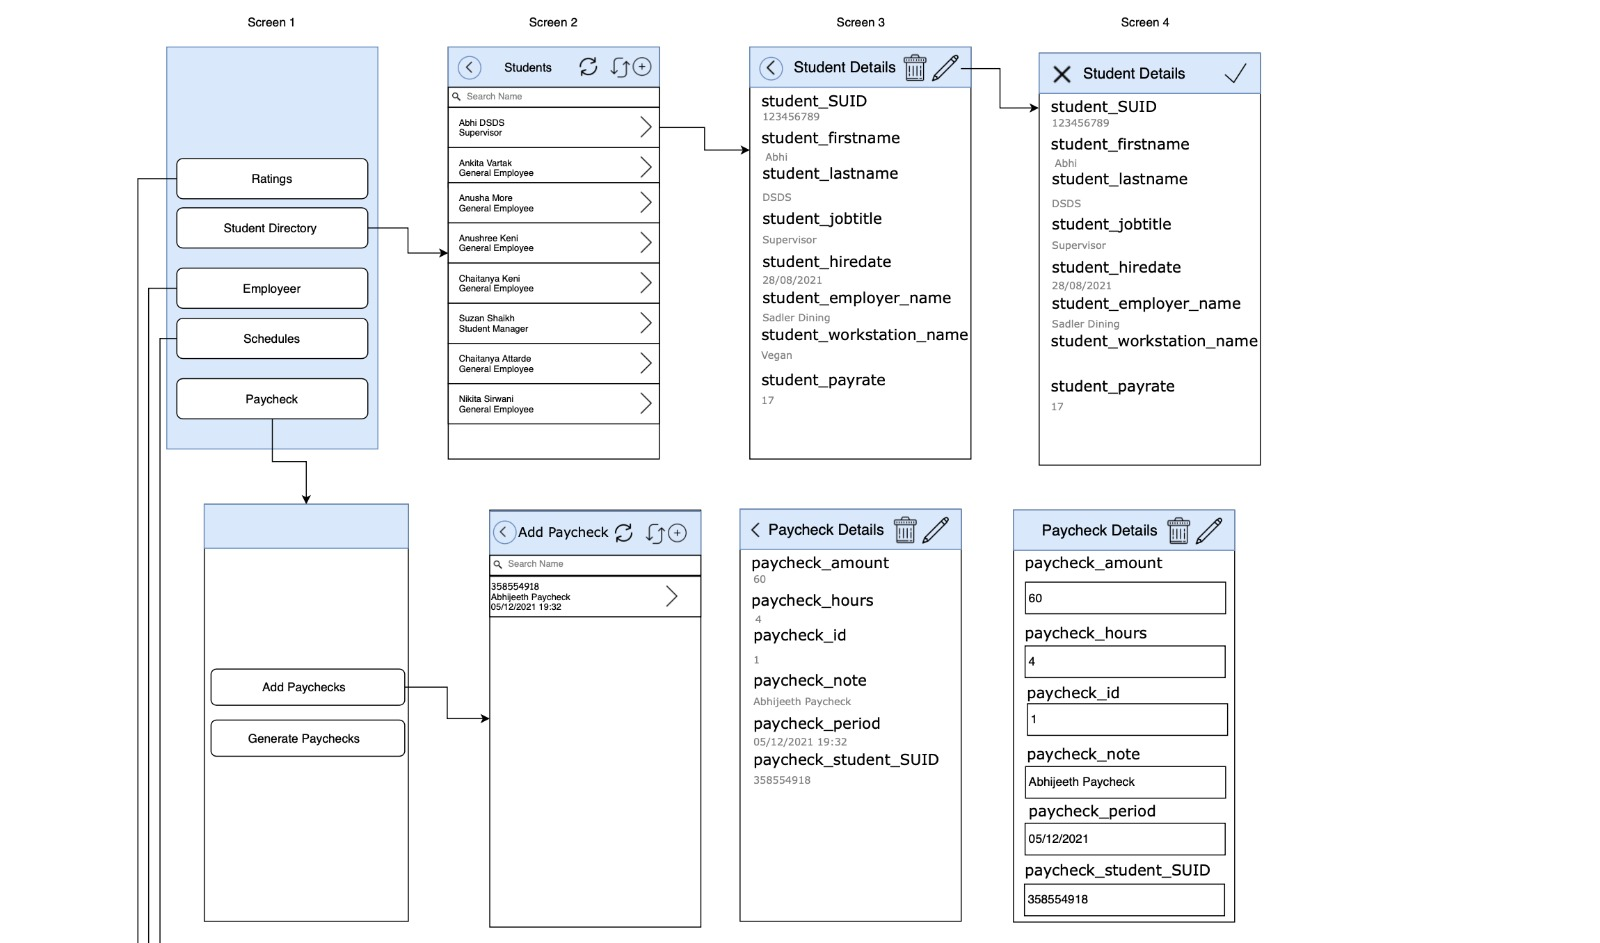 Screen 1
Screen 2
Screen 3
Screen 4
Ratings
Student Directory
Employeer
Schedules
Paycheck
Students
Search Name
Abhi DSDS
Supervisor
Ankita Vartak
General Employee
Anusha More
General Employee
Anushree Keni
General Employee
Chaitanya Keni
General Employee
Suzan Shaikh
Student Manager
Chaitanya Attarde
General Employee
Nikita Sirwani
General Employee
Student Details
student_SUID
123456789
student_firstname
Abhi
student_lastname
DSDS
student_jobtitle
Supervisor
student_hiredate
28/08/2021
student_employer_name
Sadler Dining
student_workstation_name
Vegan
student_payrate
17
Student Details
student_SUID
123456789
student_firstname
Abhi
student_lastname
DSDS
student_jobtitle
Supervisor
student_hiredate
28/08/2021
student_employer_name
Sadler Dining
student_workstation_name
student_payrate
17
Add Paychecks
Generate Paychecks
Add Paycheck
Search Name
358554918
Abhijeeth Paycheck
05/12/2021 19:32
Paycheck Details
paycheck_amount
60
paycheck_hours
4
paycheck_id
1
paycheck_note
Abhijeeth Paycheck
paycheck_period
05/12/2021 19:32
paycheck_student_SUID
358554918
Paycheck Details
paycheck_amount
60
paycheck_hours
4
paycheck_id
1
paycheck_note
Abhijeeth Paycheck
paycheck_period
05/12/2021
paycheck_student_SUID
358554918